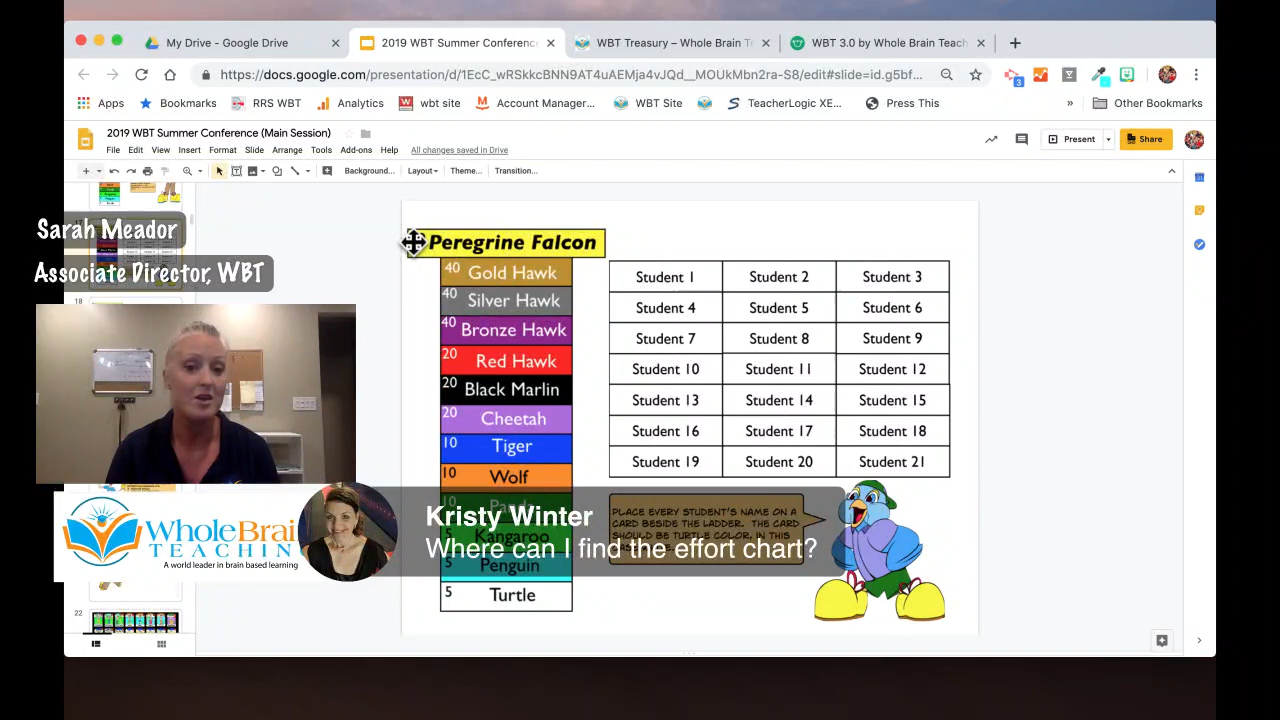 My Drive - Google Drive
2019 WBT Summer Conference
WBT Treasury – Whole Brain T
WBT 3.0 by Whole Brain Teach
https://docs.google.com/presentation/d/1EcC_wRSkkcBNN9AT4uAEMja4vJQd__MOUkMbn2ra-S8/edit#slide=id.g5bf...
3
Apps
Bookmarks
RRS WBT
Analytics
wbt site
Account Manager...
WBT Site
TeacherLogic XE...
Press This
»
Other Bookmarks
2019 WBT Summer Conference (Main Session)
File Edit View Insert Format Slide Arrange Tools Add-ons Help
All changes saved in Drive
Present
Share
Background...
Layout
Theme...
Transition...
Sarah Meador
Associate Director, WBT
18
22
Peregrine Falcon
40 Gold Hawk
40 Silver Hawk
40 Bronze Hawk
20 Red Hawk
20 Black Marlin
20 Cheetah
10 Tiger
10 Wolf
10 Panda
5 Kangaroo
5 Penguin
5 Turtle
Student 1 Student 2 Student 3
Student 4 Student 5 Student 6
Student 7 Student 8 Student 9
Student 10 Student 11 Student 12
Student 13 Student 14 Student 15
Student 16 Student 17 Student 18
Student 19 Student 20 Student 21
PLACE EVERY STUDENT'S NAME ON A
CARD BESIDE THE LADDER. THE CARD
SHOULD BE TURTLE COLOR, IN THIS
WHOLEBRAI
TEACHIN
A world leader in brain based learning
Kristy Winter
Where can I find the effort chart?